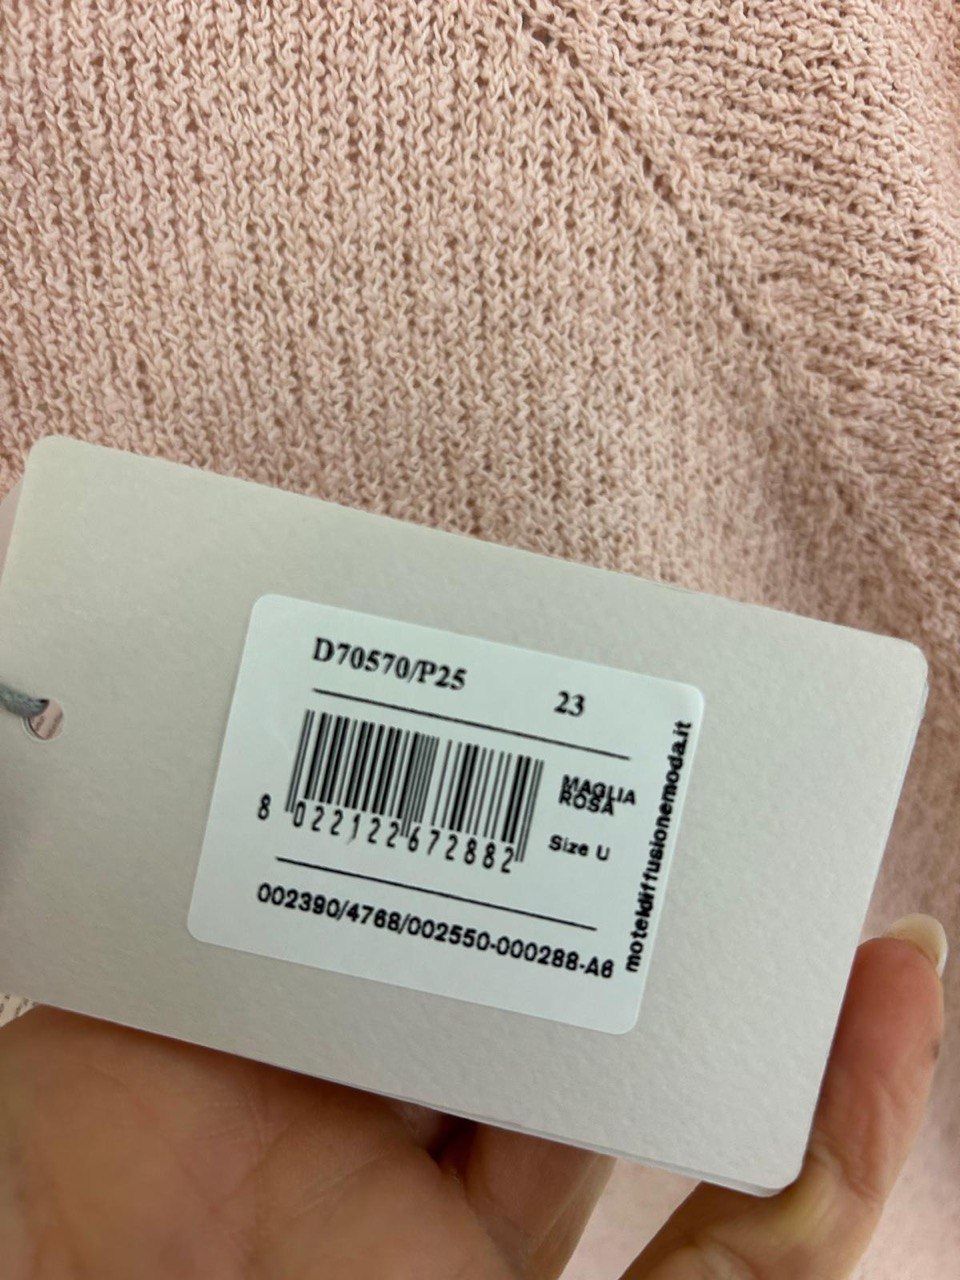 D70570/P25 23
MAGLIA
ROSA
8 022122 672882
Size U
002390/4768/002550-000288-A6
moteldiffusionemoda.it